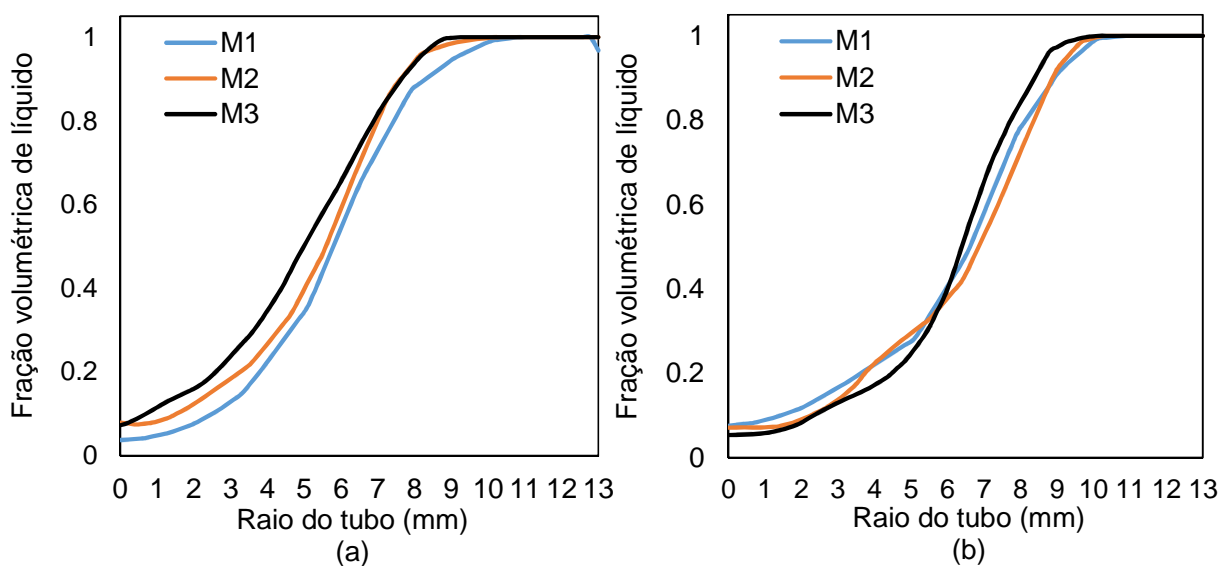 Fração volumétrica de líquido
1
0.8
0.6
0.4
0.2
0
M1
M2
M3
0 1 2 3 4 5 6 7 8 9 10 11 12 13
Raio do tubo (mm)
(a)
Fração volumétrica de líquido
1
0.8
0.6
0.4
0.2
0
M1
M2
M3
0 1 2 3 4 5 6 7 8 9 10 11 12 13
Raio do tubo (mm)
(b)